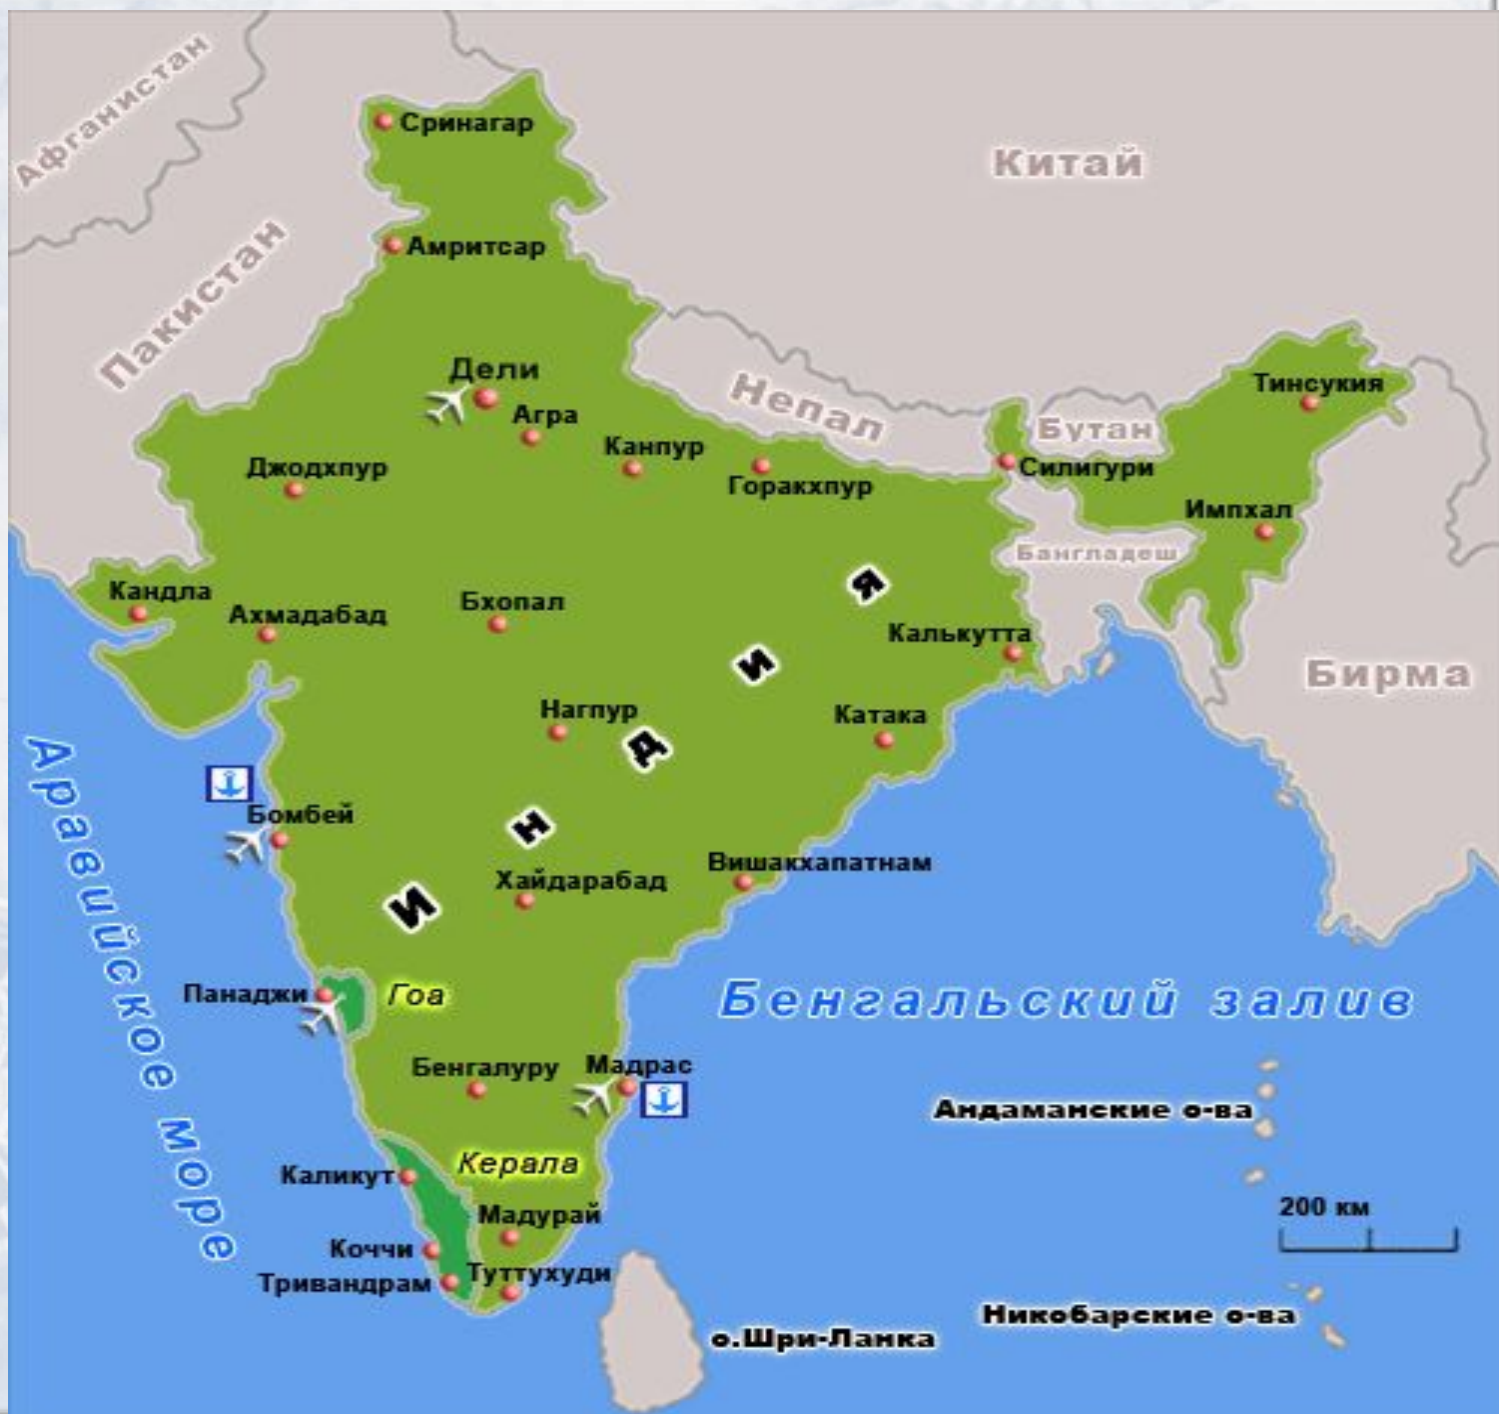 Афганистан
Сринагар
Китай
Пакистан
Амритсар
Дели
Агра
Непал
Канпур
Джодхпур
Горакхпур
Бутан
Силигури
Тинсукия
Импхал
Бангладеш
Кандла
Ахмадабад
Бхопал
Калькутта
Бирма
Нагпур
Катака
ИНДИЯ
Аравийское море
Бомбей
Хайдарабад
Вишакхапатнам
Панаджи
Гоа
Бенгальский залив
Бенгалуру
Мадрас
Андаманские о-ва
Каликут
Керала
Мадурай
200 км
Коччи
Тривандрам
Туттухуди
Никобарские о-ва
о.Шри-Ланка